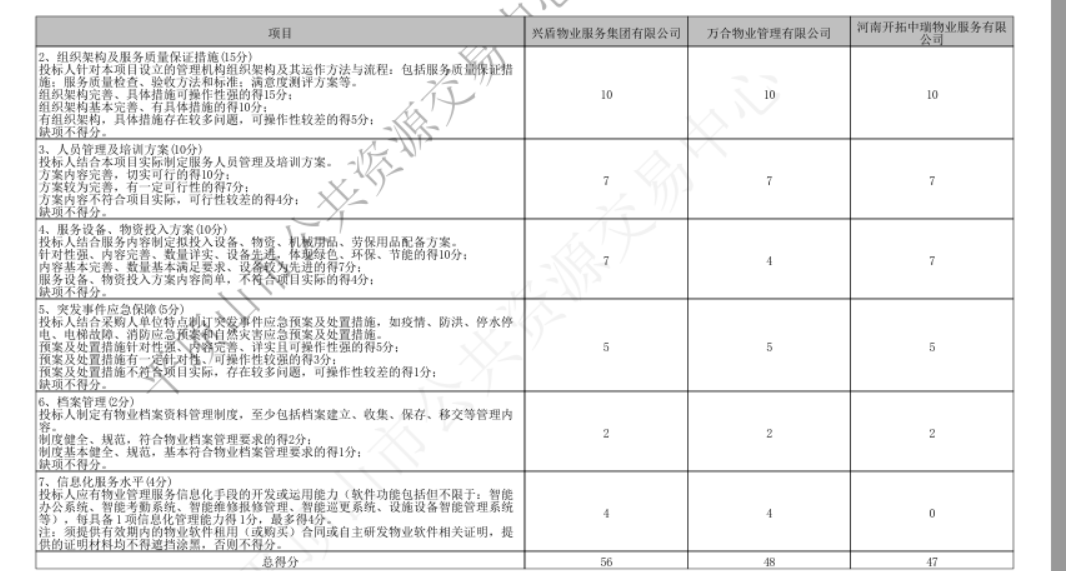 项目 兴盾物业服务集团有限公司 万合物业管理有限公司 河南开拓中瑞物业服务有限公司
2、组织架构及服务质量保证措施(15分)
投标人针对本项目设立的管理机构组织架构及其运作方法与流程；包括服务质量保证措
施；服务质量检查、验收方法和标准；满意度测评方案等。
组织架构完善、具体措施可操作性强的得15分；
组织架构基本完善、有具体措施的得10分；
有组织架构，具体措施存在较多问题，可操作性较差的得5分；
缺项不得分。
10 10 10
3、人员管理及培训方案(10分)
投标人结合本项目实际制定服务人员管理及培训方案。
方案内容完善，切实可行的得10分；
方案较为完善，有一定可行性的得7分；
方案内容不符合项目实际，可行性较差的得4分；
缺项不得分。
7 7 7
4、服务设备、物资投入方案(10分)
投标人结合服务内容制定拟投入设备、物资、机械用品、劳保用品配备方案。
针对性强、内容完善、数量详实、设备先进，体现绿色、环保、节能的得10分；
内容基本完善、数量基本满足要求、设备较为先进的得7分；
服务设备、物资投入方案内容简单，不符合项目实际的得4分；
缺项不得分。
7 4 7
5、突发事件应急保障(5分)
投标人结合采购人单位特点制订突发事件应急预案及处置措施，如疫情、防洪、停水停
电、电梯故障、消防应急预案和自然灾害应急预案及处置措施。
预案及处置措施针对性强、内容完善、详实且可操作性强的得5分；
预案及处置措施有一定针对性、可操作性较强的得3分；
预案及处置措施不符合项目实际，存在较多问题，可操作性较差的得1分；
缺项不得分。
5 5 5
6、档案管理(2分)
投标人制定有物业档案资料管理制度，至少包括档案建立、收集、保存、移交等管理内
容。
制度健全、规范，符合物业档案管理要求的得2分；
制度基本健全、规范，基本符合物业档案管理要求的得1分；
缺项不得分。
2 2 2
7、信息化服务水平(4分)
投标人应有物业管理服务信息化手段的开发或运用能力（软件功能包括但不限于：智能
办公系统、智能考勤系统、智能维修报修管理、智能巡更系统、设施设备智能管理系统
等），每具备1项信息化管理能力得1分，最多得4分。
注：须提供有效期内的物业软件租用（或购买）合同或自主研发物业软件相关证明，提
供的证明材料均不得遮挡涂黑，否则不得分。
4 4 0
总得分 56 48 47
平顶山市公共资源交易中心
平顶山市公共资源交易中心